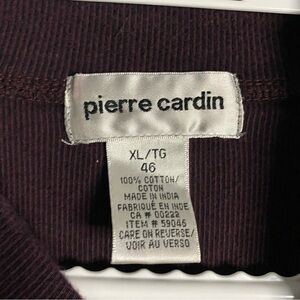 pierre cardin
XL/TG
46
100% COTTON/
COTON
MADE IN INDIA
FABRIQUÉ EN INDE
CA # 00222
ITEM # 59045
CARE ON REVERSE/
VOIR AU VERSO